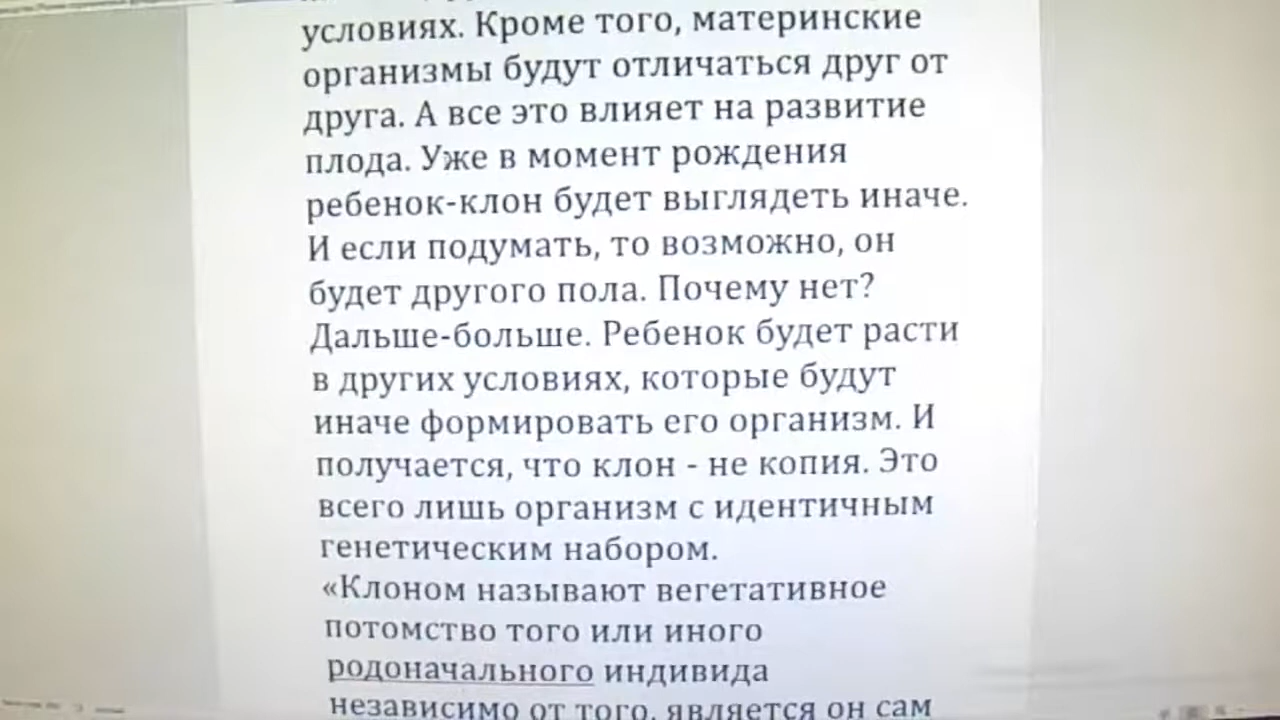 условиях. Кроме того, материнские
организмы будут отличаться друг от
друга. А все это влияет на развитие
плода. Уже в момент рождения
ребенок-клон будет выглядеть иначе.
И если подумать, то возможно, он
будет другого пола. Почему нет?
Дальше-больше. Ребенок будет расти
в других условиях, которые будут
иначе формировать его организм. И
получается, что клон - не копия. Это
всего лишь организм с идентичным
генетическим набором.
«Клоном называют вегетативное
потомство того или иного
родоначального индивида
независимо от того, является он сам